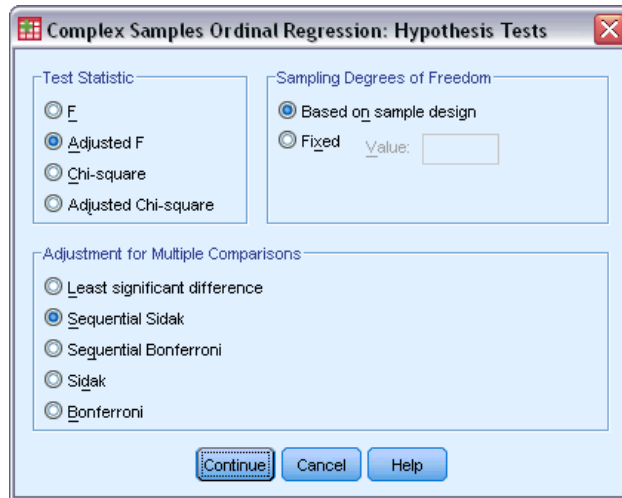 Complex Samples Ordinal Regression: Hypothesis Tests
Test Statistic
F
Adjusted F
Chi-square
Adjusted Chi-square
Sampling Degrees of Freedom
Based on sample design
Fixed Value:
Adjustment for Multiple Comparisons
Least significant difference
Sequential Sidak
Sequential Bonferroni
Sidak
Bonferroni
Continue Cancel Help